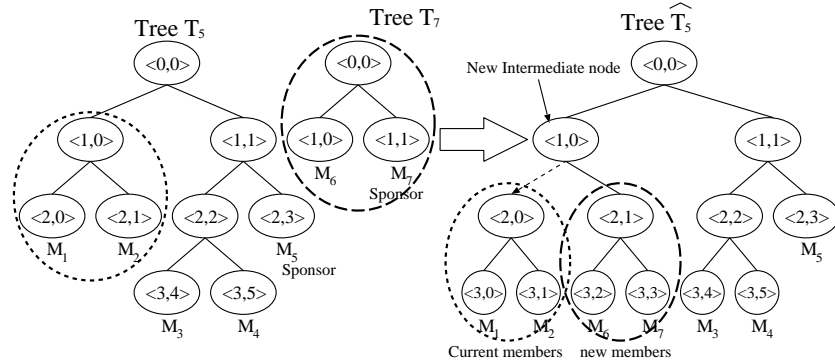 Tree T5
Tree T7
Tree T̂5
<0,0>
<0,0>
<0,0>
New Intermediate node
<1,0>
<1,1>
<1,0>
<1,1>
<1,0>
<1,1>
M6
M7
Sponsor
<2,0>
<2,1>
<2,2>
<2,3>
<2,0>
<2,1>
<2,2>
<2,3>
M1
M2
M5
Sponsor
M5
<3,4>
<3,5>
<3,0>
<3,1>
<3,2>
<3,3>
<3,4>
<3,5>
M3
M4
M1
M2
M6
M7
M3
M4
Current members
new members